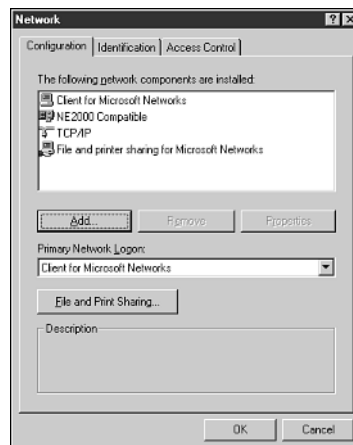 Network
Configuration Identification Access Control
The following network components are installed:
Client for Microsoft Networks
NE2000 Compatible
TCP/IP
File and printer sharing for Microsoft Networks
Add... Remove Properties
Primary Network Logon:
Client for Microsoft Networks
File and Print Sharing...
Description
OK Cancel